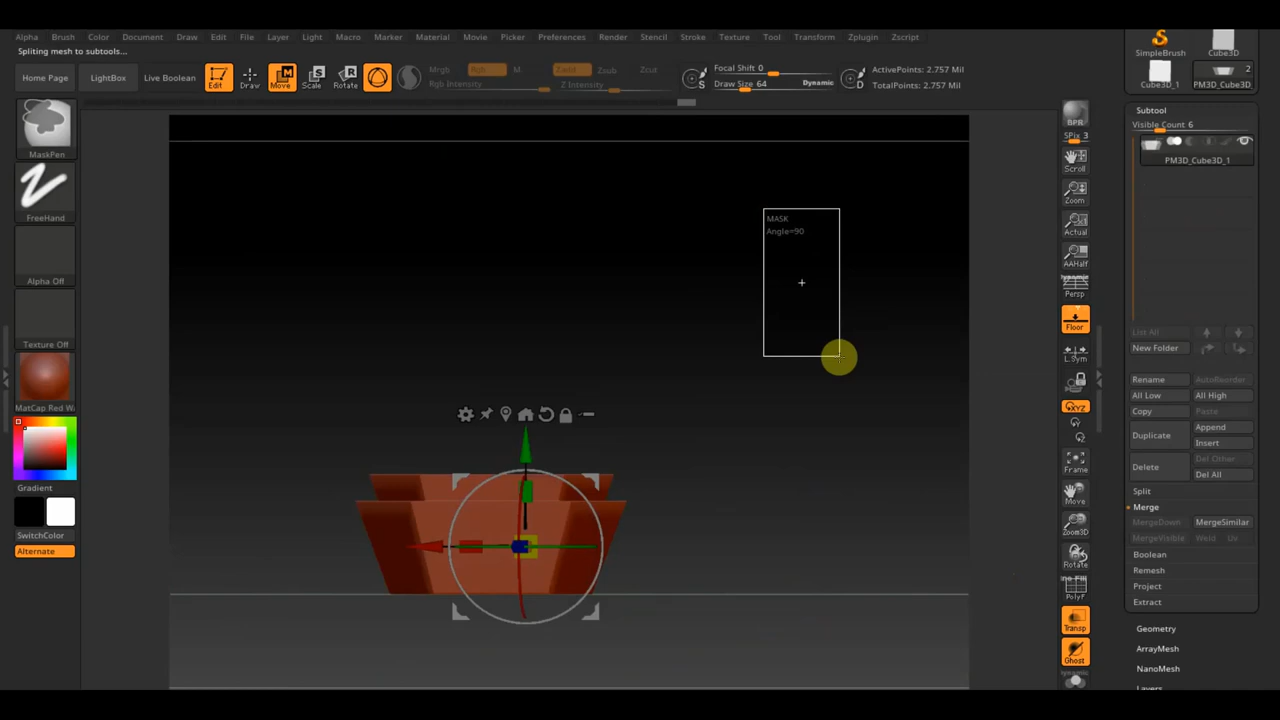 Alpha Brush Color Document Draw Edit File Layer Light Macro Marker Material Movie Picker Preferences Render Stencil Stroke Texture Tool Transform Zplugin Zscript
Spliting mesh to subtools...
SimpleBrush Cube3D
Home Page LightBox Live Boolean
Edit Draw Move Scale Rotate
Mrgb Rgb M Zadd Zsub Zcut
Rgb Intensity Z Intensity
S
Focal Shift 0
Draw Size 64 Dynamic
D
ActivePoints: 2.757 Mil
TotalPoints: 2.757 Mil
2
Cube3D_1 PM3D_Cube3D_
MaskPen
FreeHand
Alpha Off
Texture Off
MatCap Red W
Gradient
SwitchColor
Alternate
MASK
Angle=90
BPR
SPix 3
Scroll
Zoom
Actual
AAHalf
Dynamic
Persp
Floor
L.Sym
XYZ
Y
Z
Frame
Move
Zoom3D
Rotate
PolyF
Transp
Ghost
Dynamic
Subtool
Visible Count 6
PM3D_Cube3D_1
List All
New Folder
Rename AutoReorder
All Low All High
Copy Paste
Duplicate Append
Insert
Delete Del Other
Del All
Split
Merge
MergeDown MergeSimilar
MergeVisible Weld Uv
Boolean
Remesh
Project
Extract
Geometry
ArrayMesh
NanoMesh
Layers